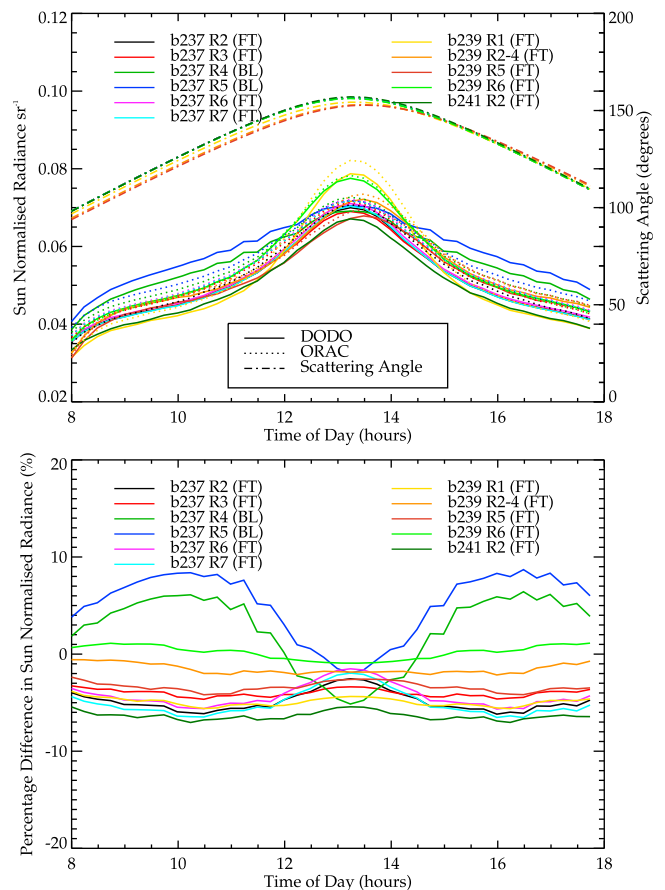 0.12
0.10
0.08
0.06
0.04
0.02
Sun Normalised Radiance sr⁻¹
b237 R2 (FT)
b237 R3 (FT)
b237 R4 (BL)
b237 R5 (BL)
b237 R6 (FT)
b237 R7 (FT)
b239 R1 (FT)
b239 R2-4 (FT)
b239 R5 (FT)
b239 R6 (FT)
b241 R2 (FT)
200
150
100
50
0
Scattering Angle (degrees)
DODO
ORAC
Scattering Angle
8 10 12 14 16 18
Time of Day (hours)
20
10
0
-10
-20
Percentage Difference in Sun Normalised Radiance (%)
b237 R2 (FT)
b237 R3 (FT)
b237 R4 (BL)
b237 R5 (BL)
b237 R6 (FT)
b237 R7 (FT)
b239 R1 (FT)
b239 R2-4 (FT)
b239 R5 (FT)
b239 R6 (FT)
b241 R2 (FT)
8 10 12 14 16 18
Time of Day (hours)